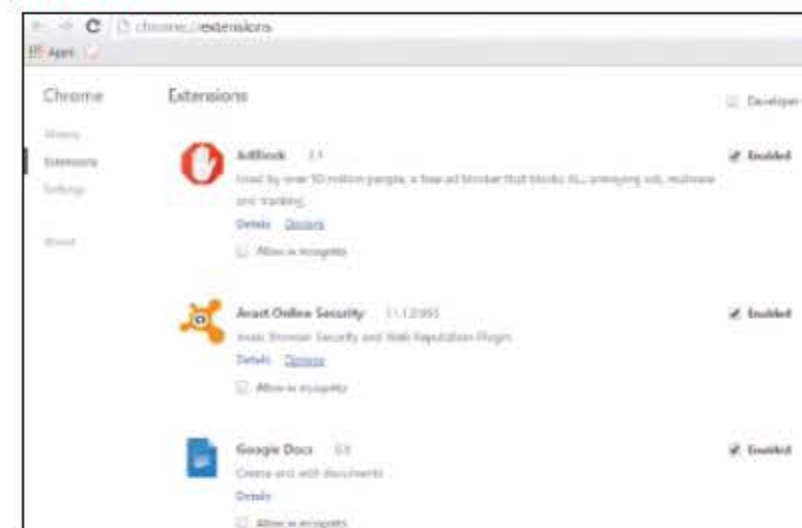 chrome://extensions
Apps
Chrome
Extensions
Developer
History
Extensions
Settings
About
AdBlock
Enabled
Used by over 50 million people, a free ad blocker that blocks ALL annoying ads, malware
and tracking.
Details Options
Allow in incognito
Avast Online Security
Enabled
Avast Browser Security and Web Reputation Plugin.
Details Options
Allow in incognito
Google Docs
Enabled
Create and edit documents
Details
Allow in incognito